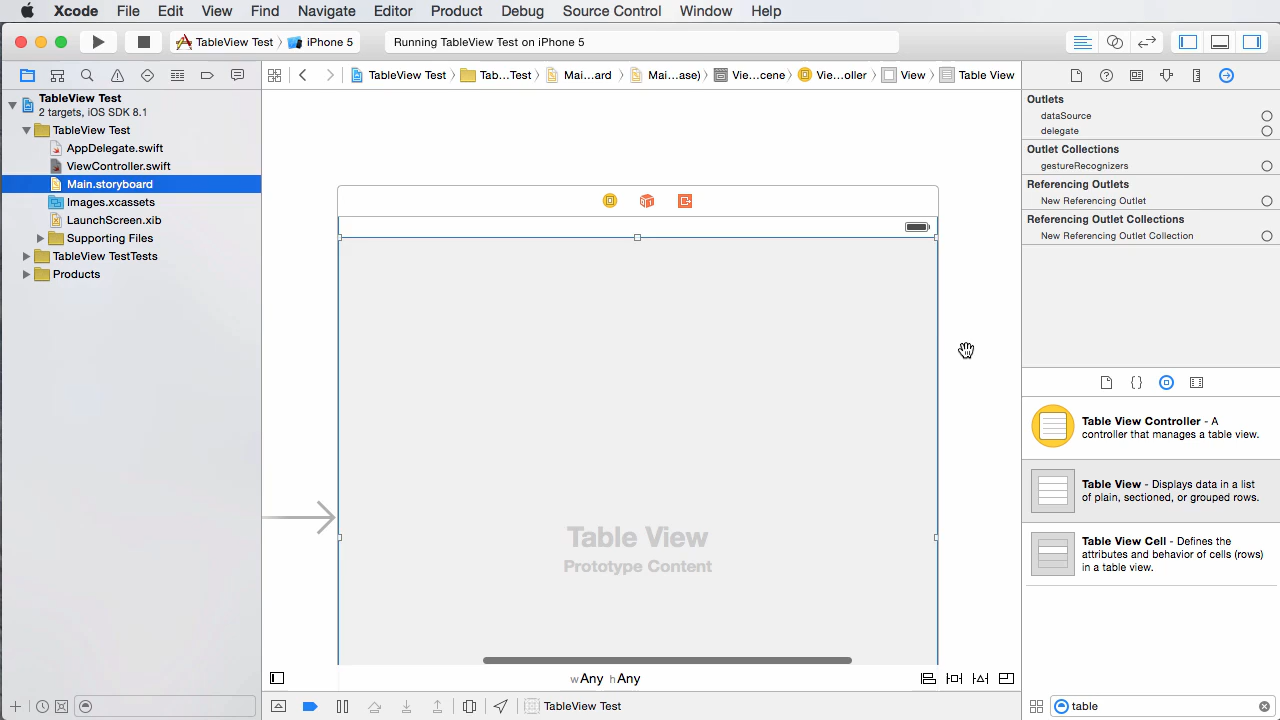 Xcode File Edit View Find Navigate Editor Product Debug Source Control Window Help
TableView Test iPhone 5 Running TableView Test on iPhone 5
TableView Test Tab...Test Mai...ard Mai...ase) Vie...cene Vie...oller View Table View
TableView Test
2 targets, iOS SDK 8.1
TableView Test
AppDelegate.swift
ViewController.swift
Main.storyboard
Images.xcassets
LaunchScreen.xib
Supporting Files
TableView TestTests
Products
Table View
Prototype Content
wAny hAny
TableView Test
Outlets
dataSource
delegate
Outlet Collections
gestureRecognizers
Referencing Outlets
New Referencing Outlet
Referencing Outlet Collections
New Referencing Outlet Collection
Table View Controller - A
controller that manages a table view.
Table View - Displays data in a list
of plain, sectioned, or grouped rows.
Table View Cell - Defines the
attributes and behavior of cells (rows)
in a table view.
table